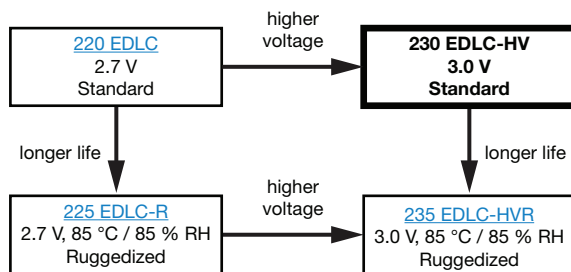 220 EDLC
2.7 V
Standard
higher
voltage
230 EDLC-HV
3.0 V
Standard
longer life
longer life
225 EDLC-R
2.7 V, 85 °C / 85 % RH
Ruggedized
higher
voltage
235 EDLC-HVR
3.0 V, 85 °C / 85 % RH
Ruggedized